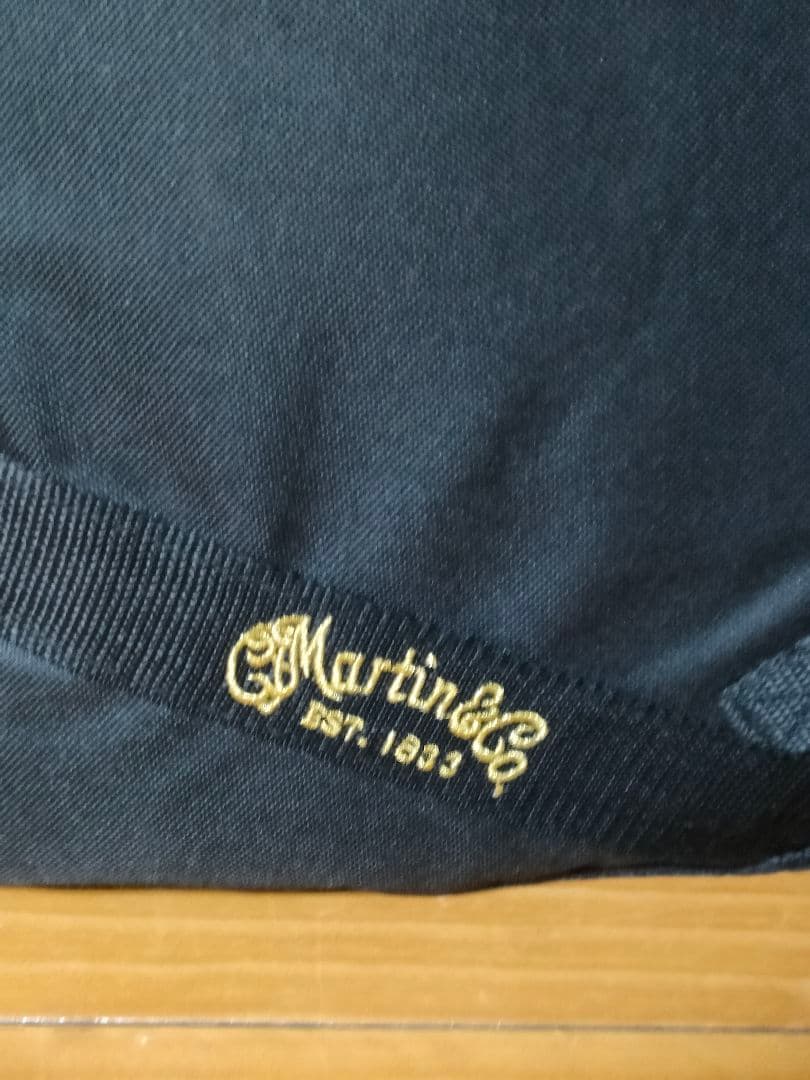 CFMartin & Co.
EST. 1833